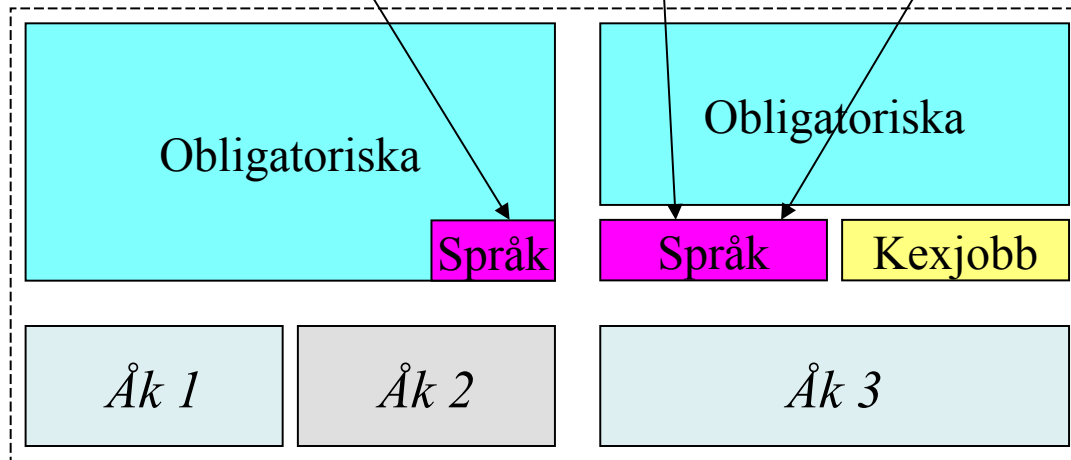 Obligatoriska
Obligatoriska
Språk
Språk
Kexjobb
Åk 1
Åk 2
Åk 3